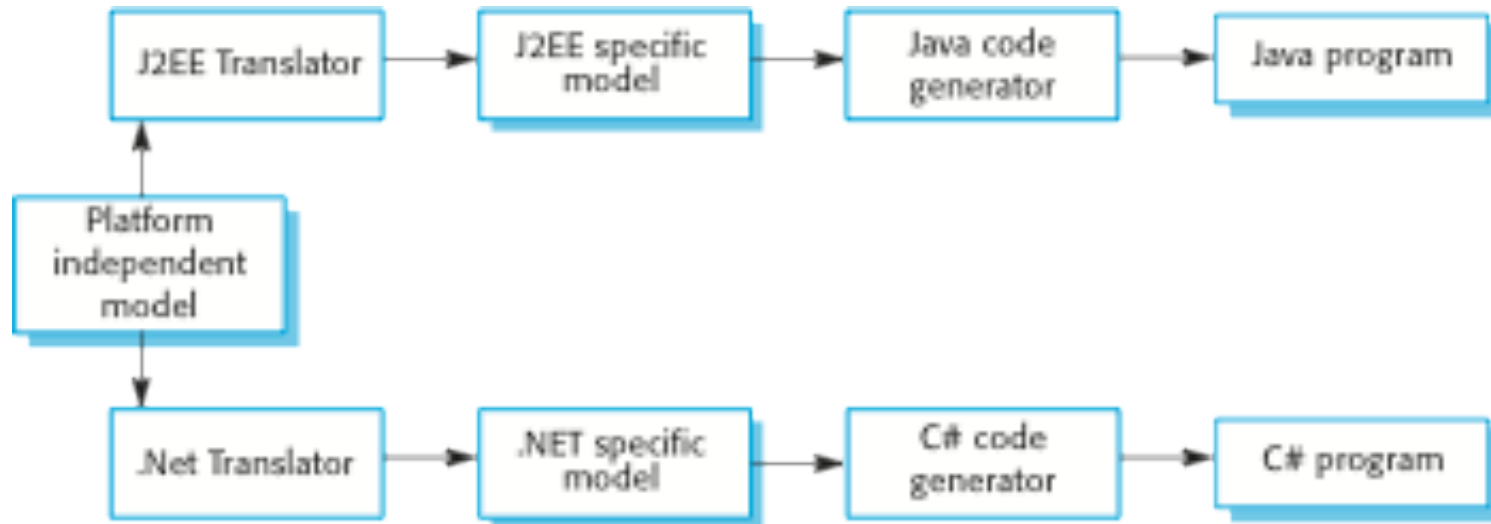 J2EE Translator
J2EE specific
model
Java code
generator
Java program
Platform
independent
model
.Net Translator
.NET specific
model
C# code
generator
C# program